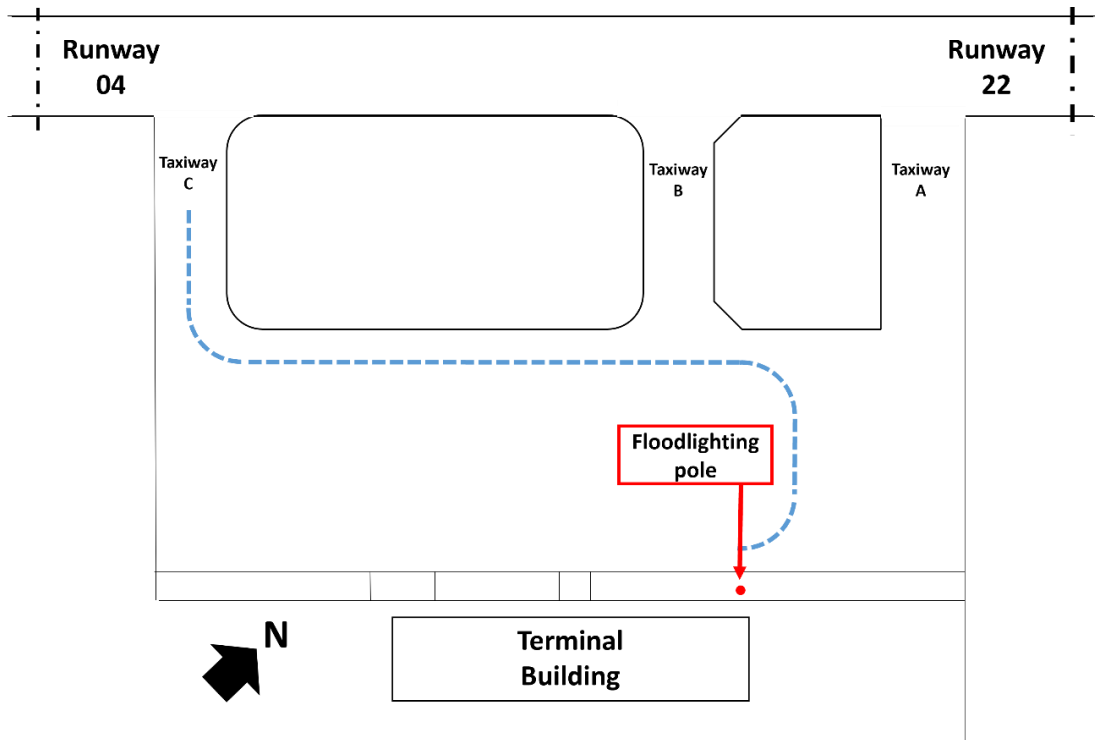 Runway
04
Runway
22
Taxiway
C
Taxiway
B
Taxiway
A
Floodlighting
pole
N
Terminal
Building